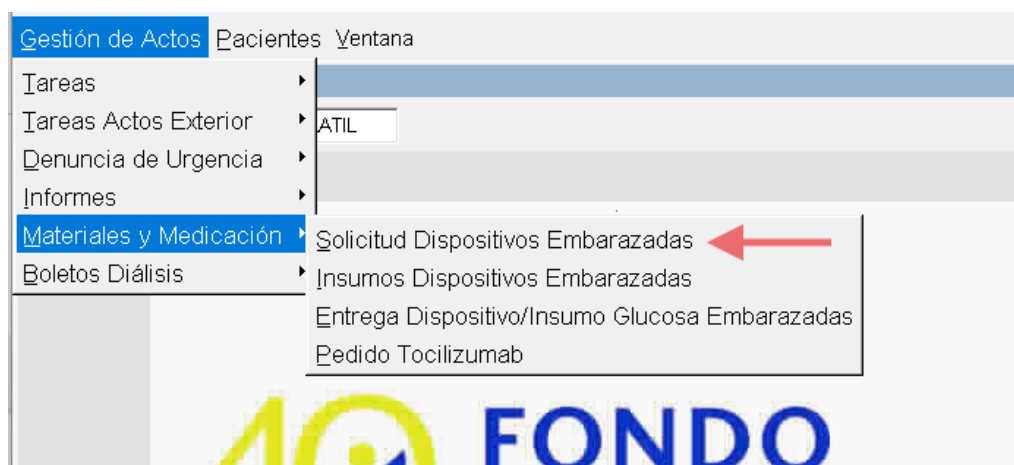 Gestión de Actos Pacientes Ventana
Tareas
Tareas Actos Exterior
ATIL
Denuncia de Urgencia
Informes
Materiales y Medicación
Solicitud Dispositivos Embarazadas
Boletos Diálisis
Insumos Dispositivos Embarazadas
Entrega Dispositivo/Insumo Glucosa Embarazadas
Pedido Tocilizumab
40 FONDO